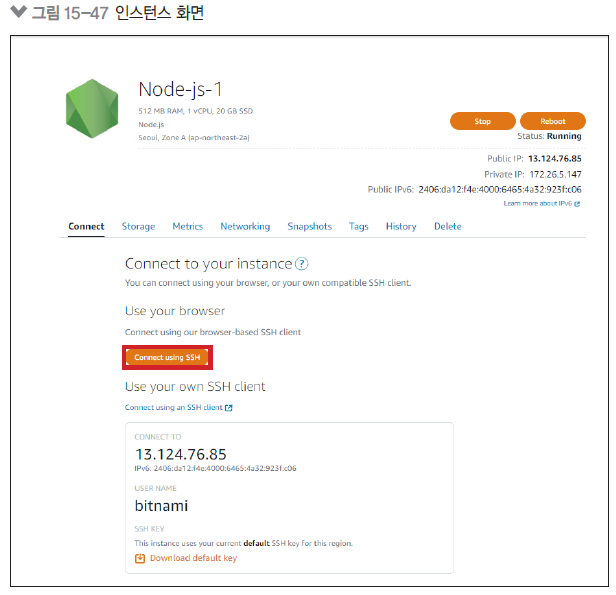 그림 15-47 인스턴스 화면
Node-js-1
512 MB RAM, 1 vCPU, 20 GB SSD
Node.js
Seoul, Zone A (ap-northeast-2a)
Stop
Reboot
Status: Running
Public IP: 13.124.76.85
Private IP: 172.26.5.147
Public IPv6: 2406:da12:f4e:4000:6465:4a32:923f:c06
Learn more about IPv6
Connect Storage Metrics Networking Snapshots Tags History Delete
Connect to your instance ?
You can connect using your browser, or your own compatible SSH client.
Use your browser
Connect using our browser-based SSH client
Connect using SSH
Use your own SSH client
Connect using an SSH client
CONNECT TO
13.124.76.85
IPv6: 2406:da12:f4e:4000:6465:4a32:923f:c06
USER NAME
bitnami
SSH KEY
This instance uses your current default SSH key for this region.
Download default key